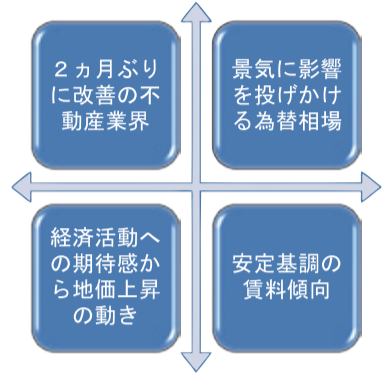 ２ヵ月ぶり
に改善の不
動産業界
景気に影響
を投げかけ
る為替相場
経済活動へ
の期待感か
ら地価上昇
の動き
安定基調の
賃料傾向